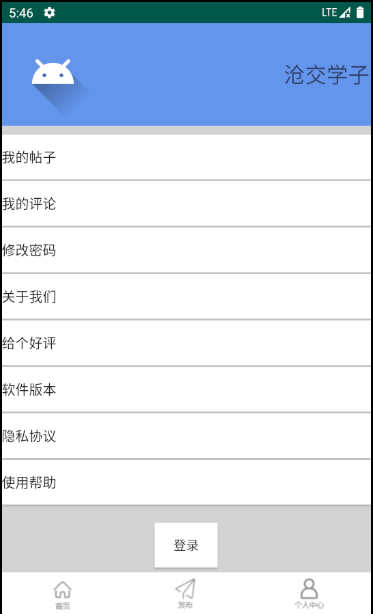 5:46
LTE
沧交学子
我的帖子
我的评论
修改密码
关于我们
给个好评
软件版本
隐私协议
使用帮助
登录
首页
发布
个人中心